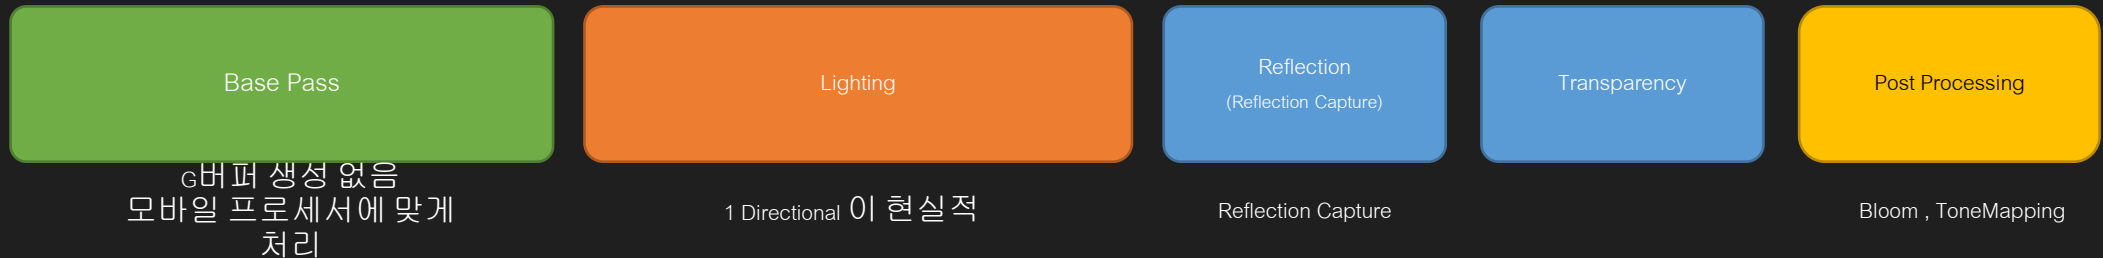 Base Pass
Lighting
Reflection
(Reflection Capture)
Transparency
Post Processing
G버퍼 생성 없음
모바일 프로세서에 맞게
처리
1 Directional 이 현실적
Reflection Capture
Bloom , ToneMapping